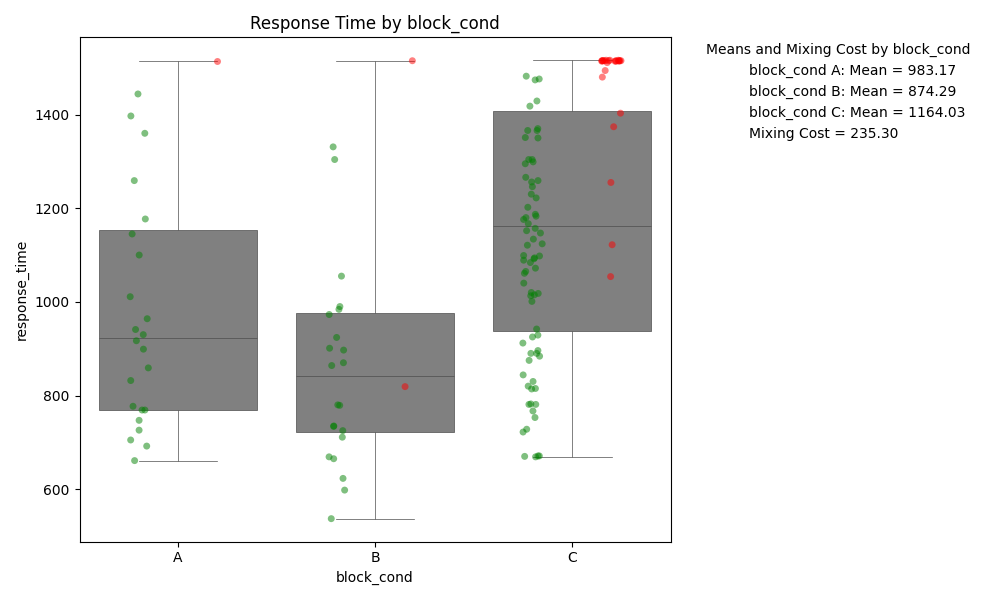 Response Time by block_cond
Means and Mixing Cost by block_cond
block_cond A: Mean = 983.17
block_cond B: Mean = 874.29
block_cond C: Mean = 1164.03
Mixing Cost = 235.30
response_time
1400
1200
1000
800
600
A B C
block_cond